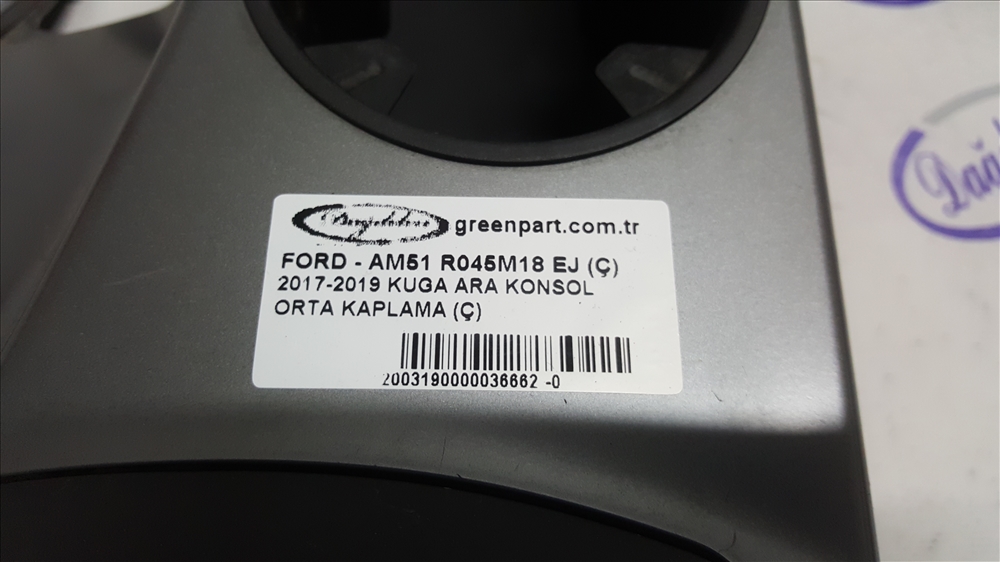 greenpart.com.tr
FORD - AM51 R045M18 EJ (Ç)
2017-2019 KUGA ARA KONSOL
ORTA KAPLAMA (Ç)
2003190000036662 -0